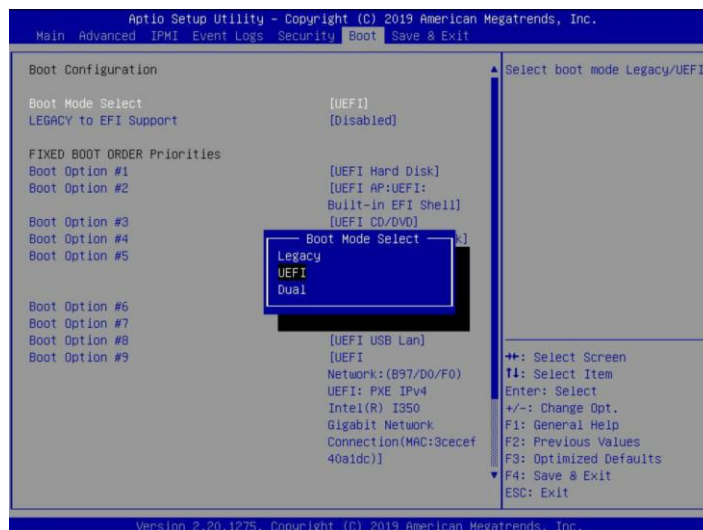 Aptio Setup Utility – Copyright (C) 2019 American Megatrends, Inc.
Main Advanced IPMI Event Logs Security Boot Save & Exit
Boot Configuration
Boot Mode Select [UEFI]
LEGACY to EFI Support [Disabled]
FIXED BOOT ORDER Priorities
Boot Option #1 [UEFI Hard Disk]
Boot Option #2 [UEFI AP:UEFI:
Built-in EFI Shell]
Boot Option #3 [UEFI CD/DVD]
Boot Option #4 k]
Boot Option #5
Boot Option #6
Boot Option #7
Boot Option #8 [UEFI USB Lan]
Boot Option #9 [UEFI
Network:(B97/D0/F0)
UEFI: PXE IPv4
Intel(R) I350
Gigabit Network
Connection(MAC:3cecef
40a1dc)]
Boot Mode Select
Legacy
UEFI
Dual
Select boot mode Legacy/UEFI
→←: Select Screen
↑↓: Select Item
Enter: Select
+/-: Change Opt.
F1: General Help
F2: Previous Values
F3: Optimized Defaults
F4: Save & Exit
ESC: Exit
Version 2.20.1275. Copyright (C) 2019 American Megatrends, Inc.